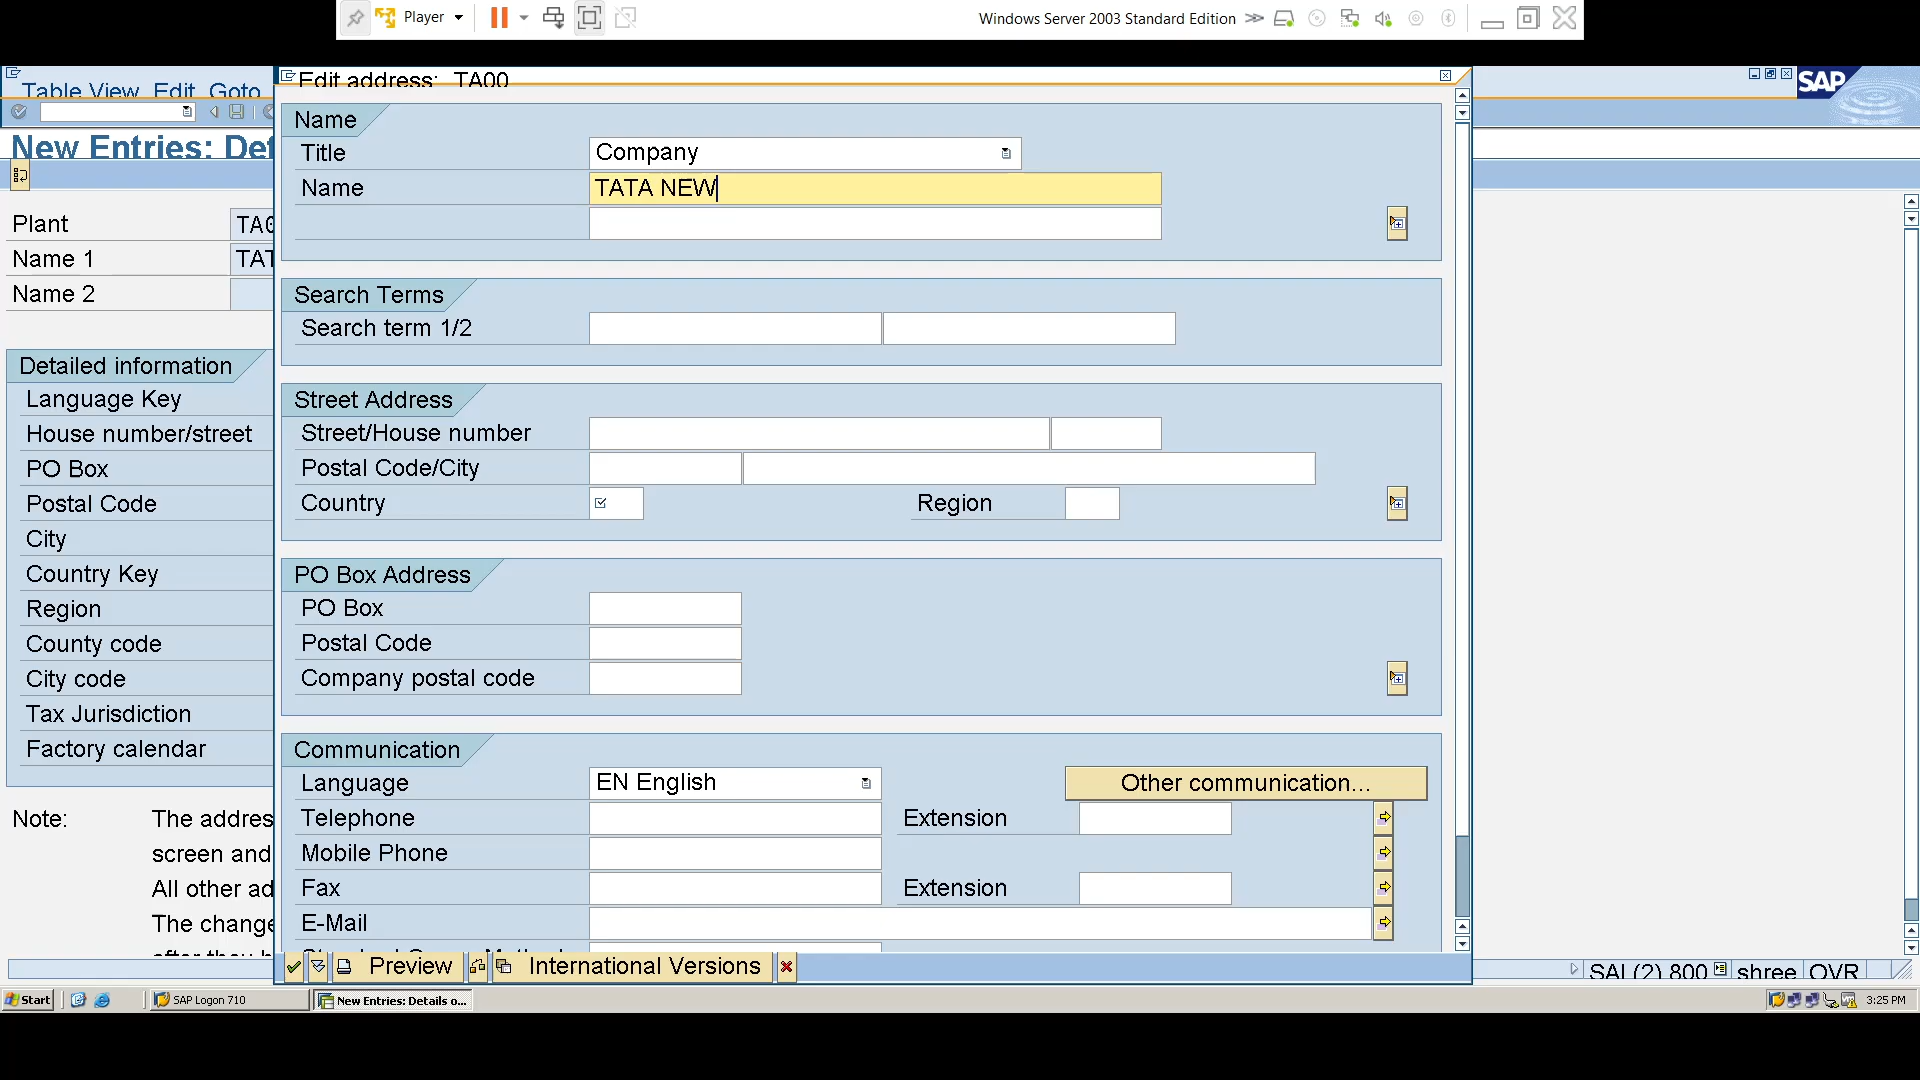 Player
Windows Server 2003 Standard Edition
Table View Edit Goto
SAP
New Entries: Det
Plant TA0
Name 1 TAT
Name 2
Detailed information
Language Key
House number/street
PO Box
Postal Code
City
Country Key
Region
County code
City code
Tax Jurisdiction
Factory calendar
Note: The addres
screen and
All other ad
The change
Edit address: TA00
Name
Title Company
Name TATA NEW
Search Terms
Search term 1/2
Street Address
Street/House number
Postal Code/City
Country Region
PO Box Address
PO Box
Postal Code
Company postal code
Communication
Language EN English Other communication...
Telephone Extension
Mobile Phone
Fax Extension
E-Mail
Preview International Versions
SAL(2) 800 shree OVR
Start SAP Logon 710 New Entries: Details o... 3:25 PM